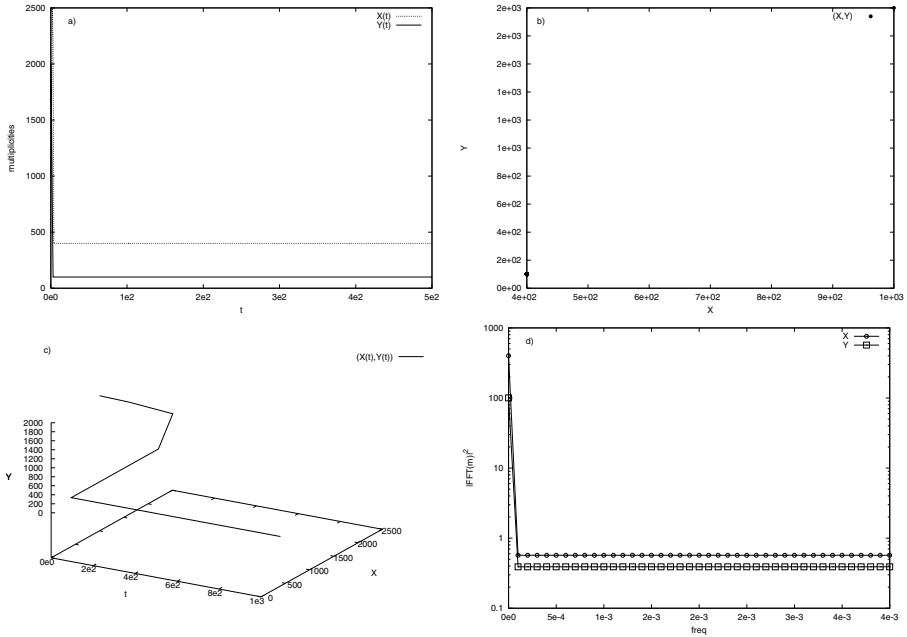 a)
X(t)
Y(t)
2500
2000
1500
1000
500
0
multiplicities
0e0
1e2
2e2
3e2
4e2
5e2
t
b)
(X,Y)
2e+03
2e+03
1e+03
1e+03
1e+03
8e+02
6e+02
4e+02
2e+02
0e+00
Y
4e+02
5e+02
6e+02
7e+02
8e+02
9e+02
1e+03
X
c)
(X(t),Y(t))
2000
1800
1600
1400
1200
1000
800
600
400
200
0
Y
0e0
2e2
4e2
6e2
8e2
1e3
t
0
500
1000
1500
2000
2500
X
d)
X
Y
1000
100
10
1
0.1
|FFT(m)|²
0e0
5e-4
1e-3
2e-3
2e-3
2e-3
3e-3
4e-3
4e-3
freq